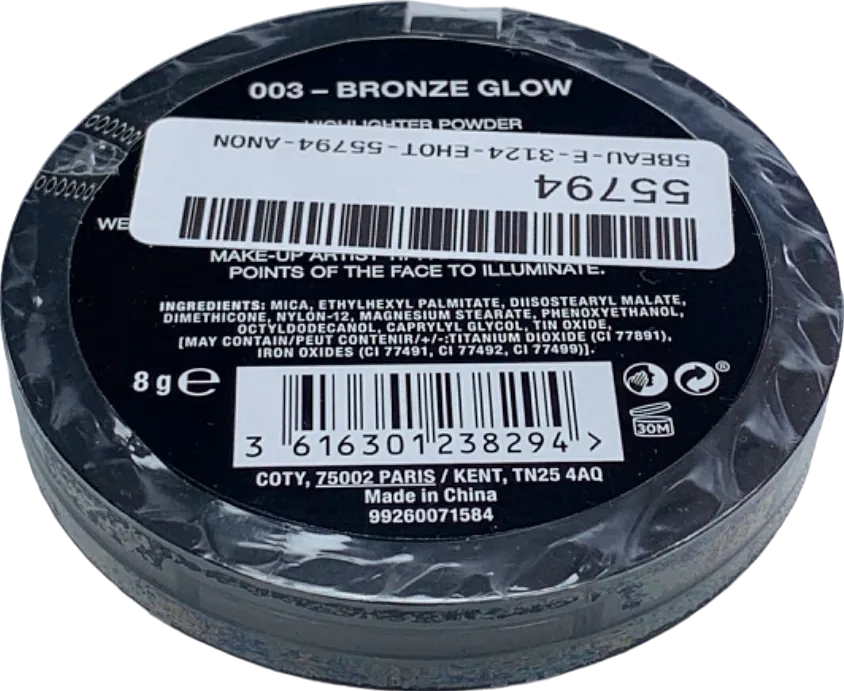 003 – BRONZE GLOW
HIGHLIGHTER POWDER
5BEAU-E-3124-EHOT-55794-ANON
55794
WE
MAKE-UP ARTIST
POINTS OF THE FACE TO ILLUMINATE.
INGREDIENTS: MICA, ETHYLHEXYL PALMITATE, DIISOSTEARYL MALATE,
DIMETHICONE, NYLON-12, MAGNESIUM STEARATE, PHENOXYETHANOL,
OCTYLDODECANOL, CAPRYLYL GLYCOL, TIN OXIDE,
[MAY CONTAIN/PEUT CONTENIR/+/-:TITANIUM DIOXIDE (CI 77891),
IRON OXIDES (CI 77491, CI 77492, CI 77499)].
8 g e
30M
3 616301 238294 >
COTY, 75002 PARIS / KENT, TN25 4AQ
Made in China
99260071584